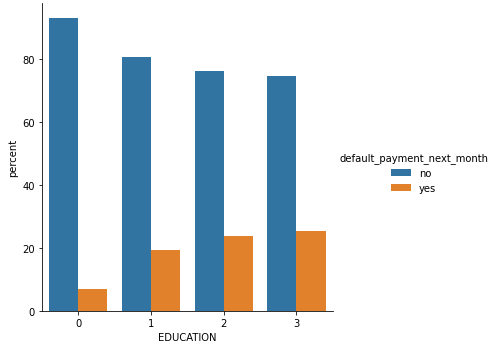 80
60
40
20
0
percent
0 1 2 3
EDUCATION
default_payment_next_month
no
yes